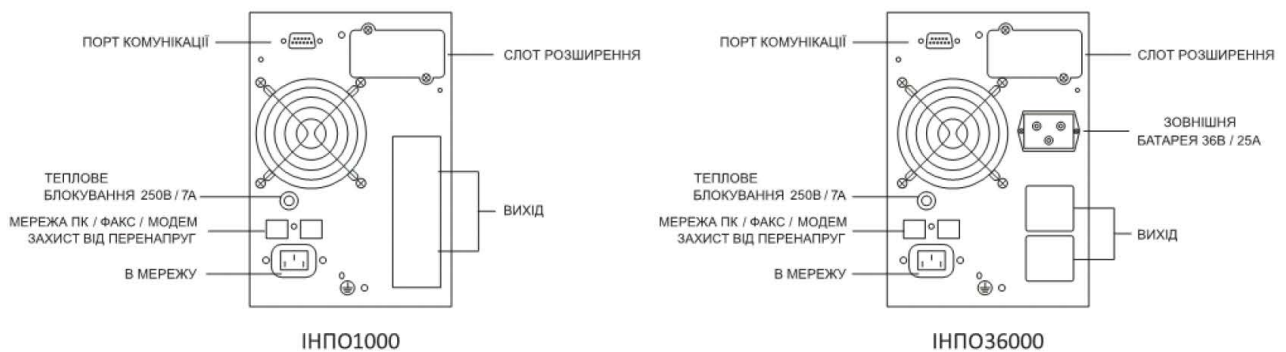 ПОРТ КОМУНІКАЦІЇ
СЛОТ РОЗШИРЕННЯ
ТЕПЛОВЕ
БЛОКУВАННЯ 250В / 7А
МЕРЕЖА ПК / ФАКС / МОДЕМ
ЗАХИСТ ВІД ПЕРЕНАПРУГ
ВИХІД
В МЕРЕЖУ
ІНПО1000
ПОРТ КОМУНІКАЦІЇ
СЛОТ РОЗШИРЕННЯ
ЗОВНІШНЯ
БАТАРЕЯ 36В / 25А
ТЕПЛОВЕ
БЛОКУВАННЯ 250В / 7А
МЕРЕЖА ПК / ФАКС / МОДЕМ
ЗАХИСТ ВІД ПЕРЕНАПРУГ
ВИХІД
В МЕРЕЖУ
ІНПО36000